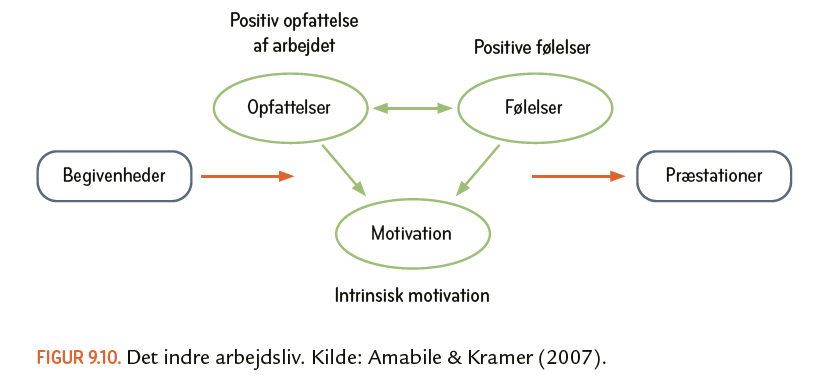 Positiv opfattelse
af arbejdet
Positive følelser
Opfattelser
Følelser
Begivenheder
Præstationer
Motivation
Intrinsisk motivation
FIGUR 9.10. Det indre arbejdsliv. Kilde: Amabile & Kramer (2007).